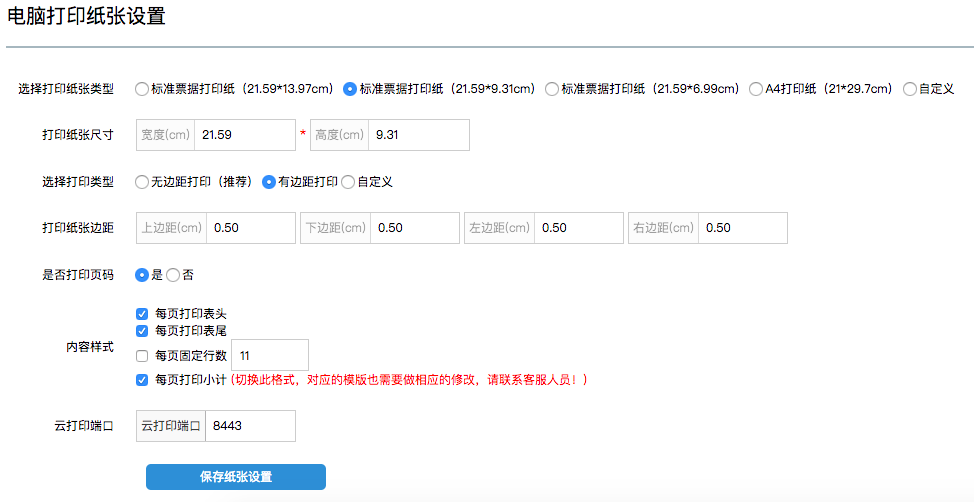 电脑打印纸张设置
选择打印纸张类型 标准票据打印纸（21.59*13.97cm） 标准票据打印纸（21.59*9.31cm） 标准票据打印纸（21.59*6.99cm） A4打印纸（21*29.7cm） 自定义
打印纸张尺寸 宽度(cm) 21.59 * 高度(cm) 9.31
选择打印类型 无边距打印（推荐） 有边距打印 自定义
打印纸张边距 上边距(cm) 0.50 下边距(cm) 0.50 左边距(cm) 0.50 右边距(cm) 0.50
是否打印页码 是 否
每页打印表头
每页打印表尾
内容样式
每页固定行数 11
每页打印小计 (切换此格式，对应的模版也需要做相应的修改，请联系客服人员！)
云打印端口 云打印端口 8443
保存纸张设置